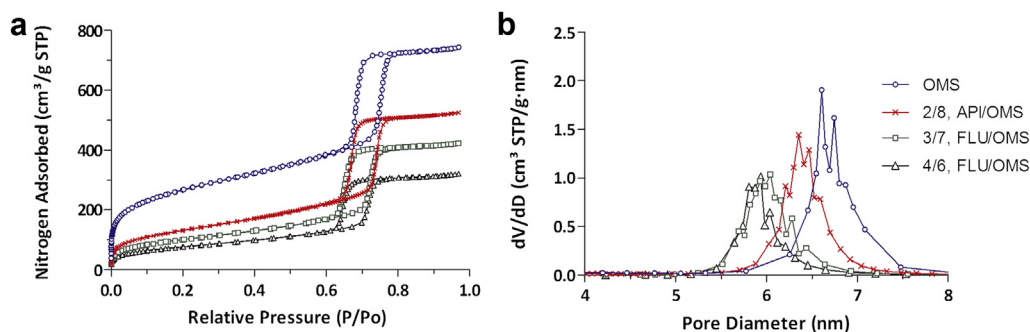 a
Nitrogen Adsorbed (cm³/g STP)
800
600
400
200
0
0.0 0.2 0.4 0.6 0.8 1.0
Relative Pressure (P/Po)
b
dV/dD (cm³ STP/g·nm)
2.5
2.0
1.5
1.0
0.5
0.0
4 5 6 7 8
Pore Diameter (nm)
OMS
2/8, API/OMS
3/7, FLU/OMS
4/6, FLU/OMS